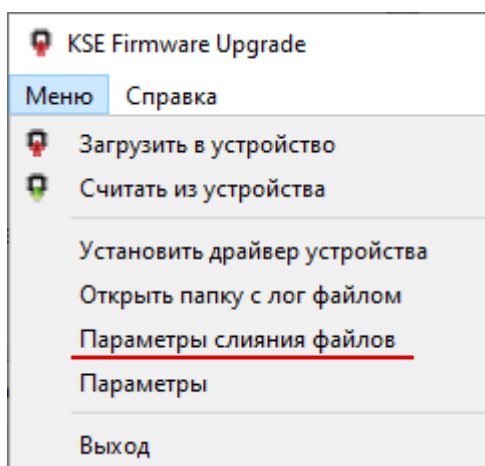 KSE Firmware Upgrade
Меню Справка
Загрузить в устройство
Считать из устройства
Установить драйвер устройства
Открыть папку с лог файлом
Параметры слияния файлов
Параметры
Выход